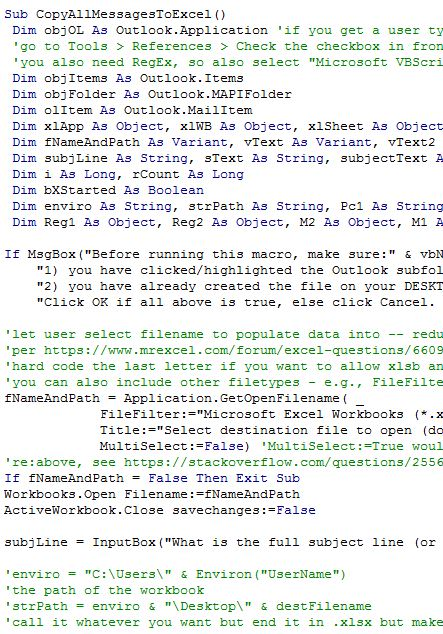 Sub CopyAllMessagesToExcel()
Dim objOL As Outlook.Application 'if you get a user ty
'go to Tools > References > Check the checkbox in fron
'you also need RegEx, so also select "Microsoft VBScri
Dim objItems As Outlook.Items
Dim objFolder As Outlook.MAPIFolder
Dim olItem As Outlook.MailItem
Dim xlApp As Object, xlWB As Object, xlSheet As Object
Dim fNameAndPath As Variant, vText As Variant, vText2
Dim subjLine As String, sText As String, subjectText A
Dim i As Long, rCount As Long
Dim bXStarted As Boolean
Dim enviro As String, strPath As String, Pc1 As String
Dim Reg1 As Object, Reg2 As Object, M2 As Object, M1 A
If MsgBox("Before running this macro, make sure:" & vbN
"1) you have clicked/highlighted the Outlook subfol
"2) you have already created the file on your DESKT
"Click OK if all above is true, else click Cancel.
'let user select filename to populate data into -- redu
'per https://www.mrexcel.com/forum/excel-questions/6609
'hard code the last letter if you want to allow xlsb an
'you can also include other filetypes - e.g., FileFilte
fNameAndPath = Application.GetOpenFilename( _
FileFilter:="Microsoft Excel Workbooks (*.x
Title:="Select destination file to open (do
MultiSelect:=False) 'MultiSelect:=True woul
're:above, see https://stackoverflow.com/questions/2556
If fNameAndPath = False Then Exit Sub
Workbooks.Open Filename:=fNameAndPath
ActiveWorkbook.Close savechanges:=False
subjLine = InputBox("What is the full subject line (or
'enviro = "C:\Users\" & Environ("UserName")
'the path of the workbook
'strPath = enviro & "\Desktop\" & destFilename
'call it whatever you want but end it in .xlsx but make